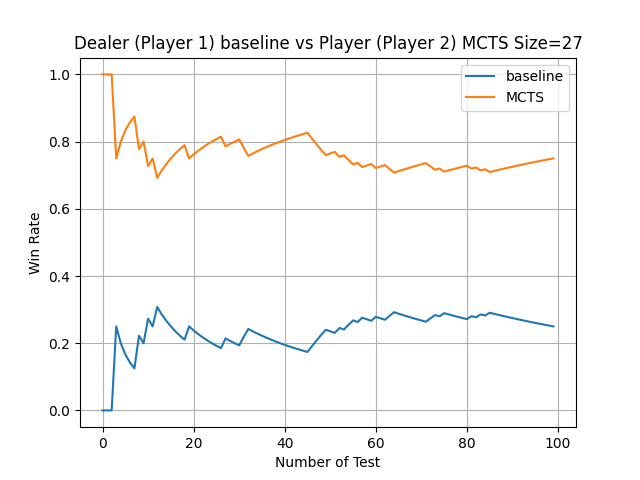 Dealer (Player 1) baseline vs Player (Player 2) MCTS Size=27
baseline
MCTS
1.0
0.8
0.6
0.4
0.2
0.0
Win Rate
0
20
40
60
80
100
Number of Test